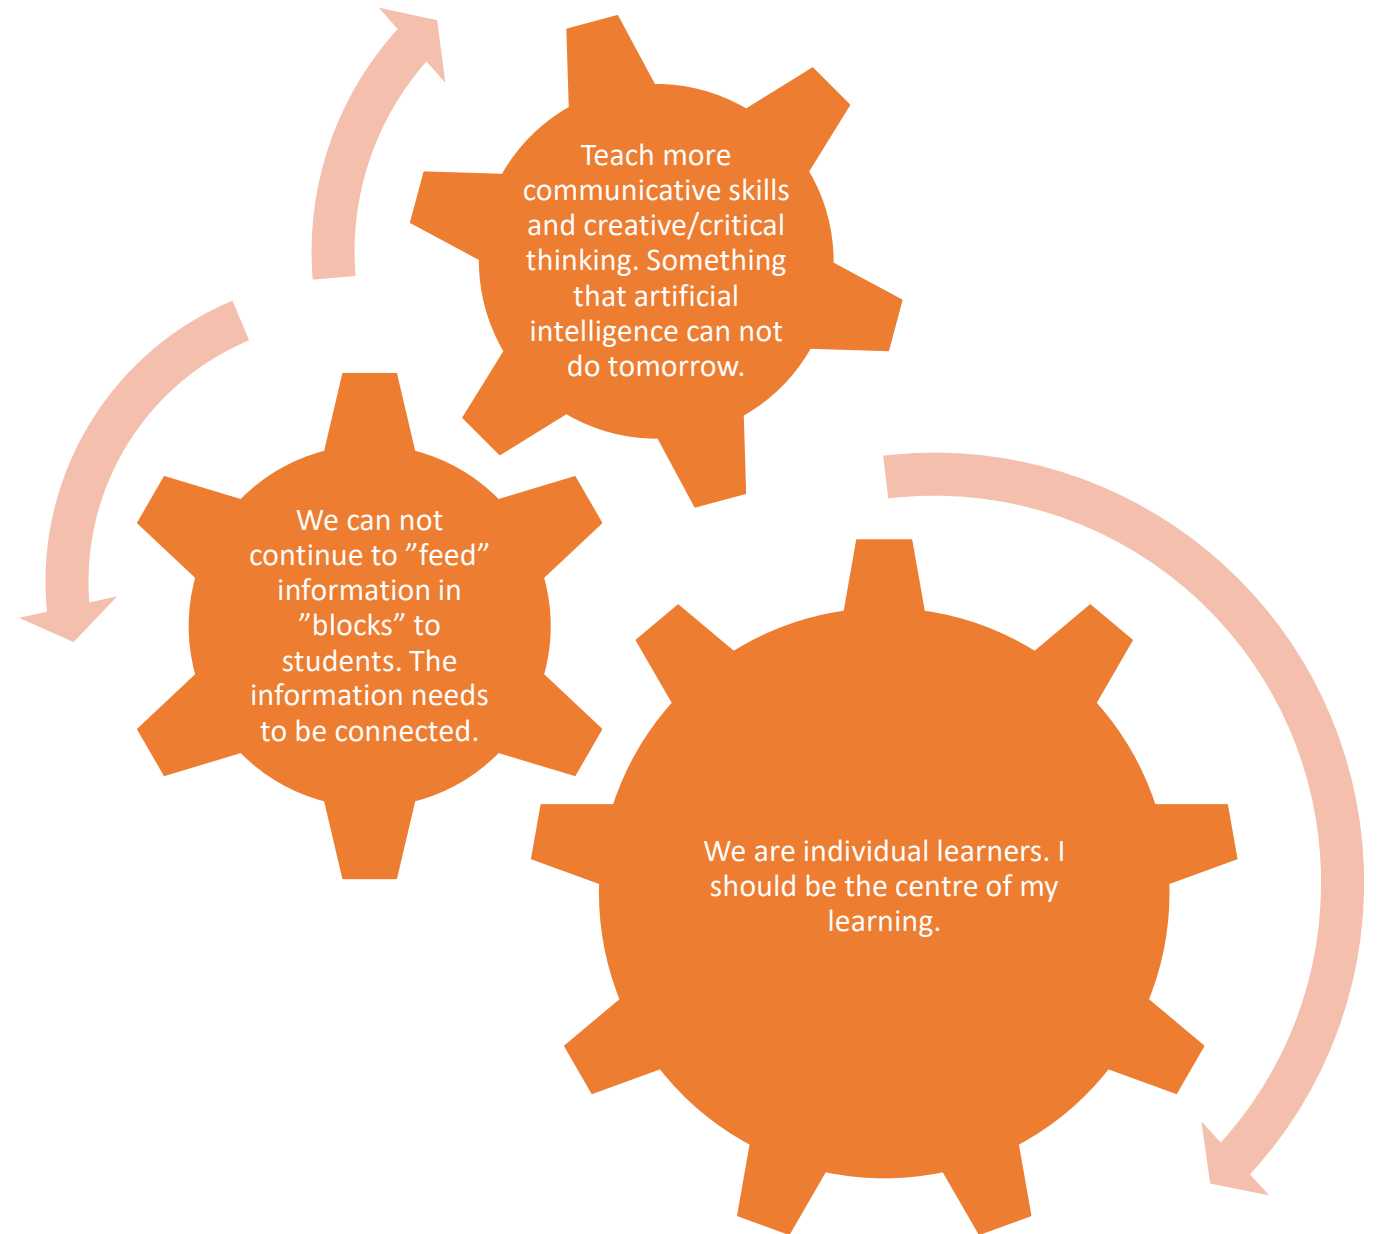 Teach more
communicative skills
and creative/critical
thinking. Something
that artificial
intelligence can not
do tomorrow.
We can not
continue to ”feed”
information in
”blocks” to
students. The
information needs
to be connected.
We are individual learners. I
should be the centre of my
learning.